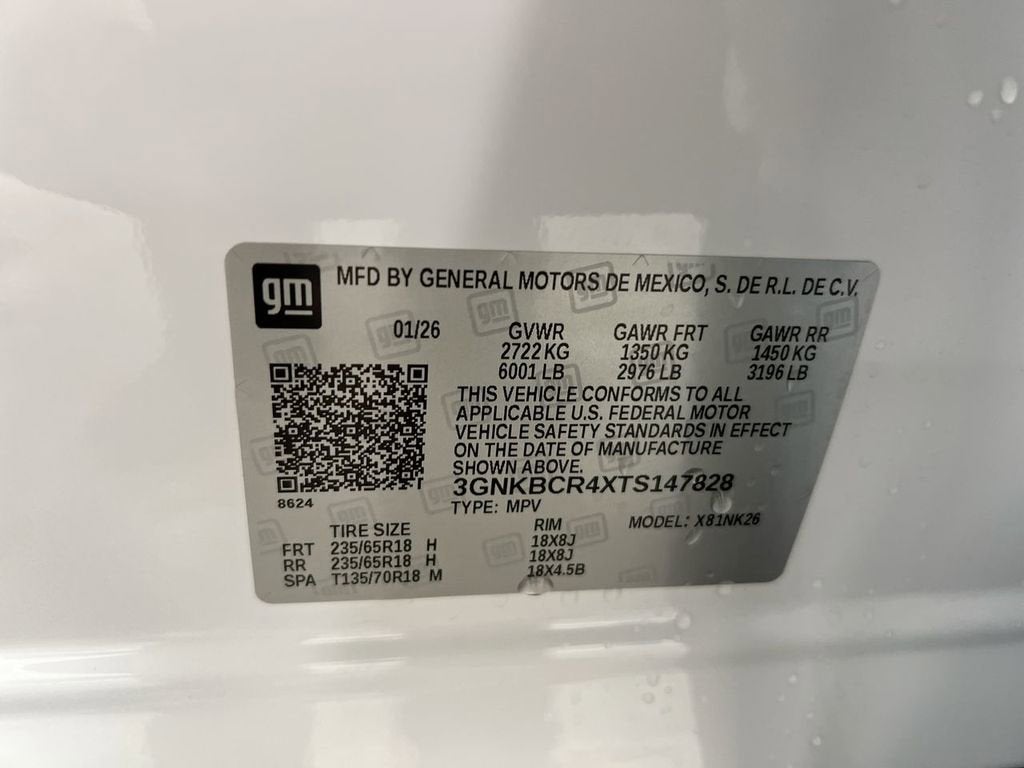 gm
MFD BY GENERAL MOTORS DE MEXICO, S. DE R.L. DE C.V.
01/26 GVWR GAWR FRT GAWR RR
2722 KG 1350 KG 1450 KG
6001 LB 2976 LB 3196 LB
THIS VEHICLE CONFORMS TO ALL
APPLICABLE U.S. FEDERAL MOTOR
VEHICLE SAFETY STANDARDS IN EFFECT
ON THE DATE OF MANUFACTURE
SHOWN ABOVE.
3GNKBCR4XTS147828
8624
TYPE: MPV
MODEL: X81NK26
TIRE SIZE RIM
FRT 235/65R18 H 18X8J
RR 235/65R18 H 18X8J
SPA T135/70R18 M 18X4.5B